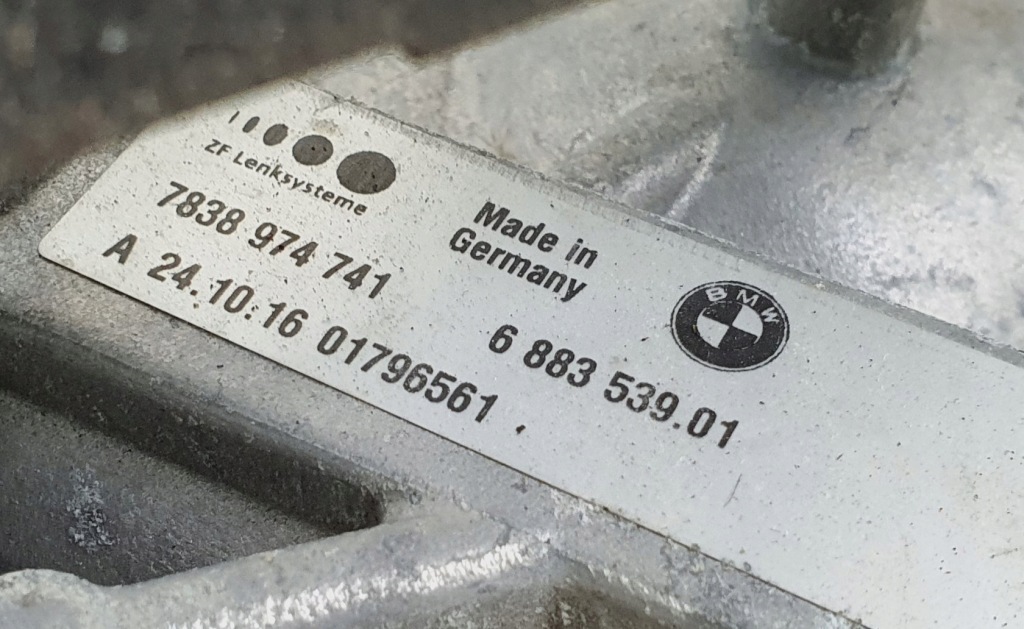 ZF Lenksysteme
7838 974 741
A 24.10:16 01796561
Made in
Germany
BMW
6 883 539.01